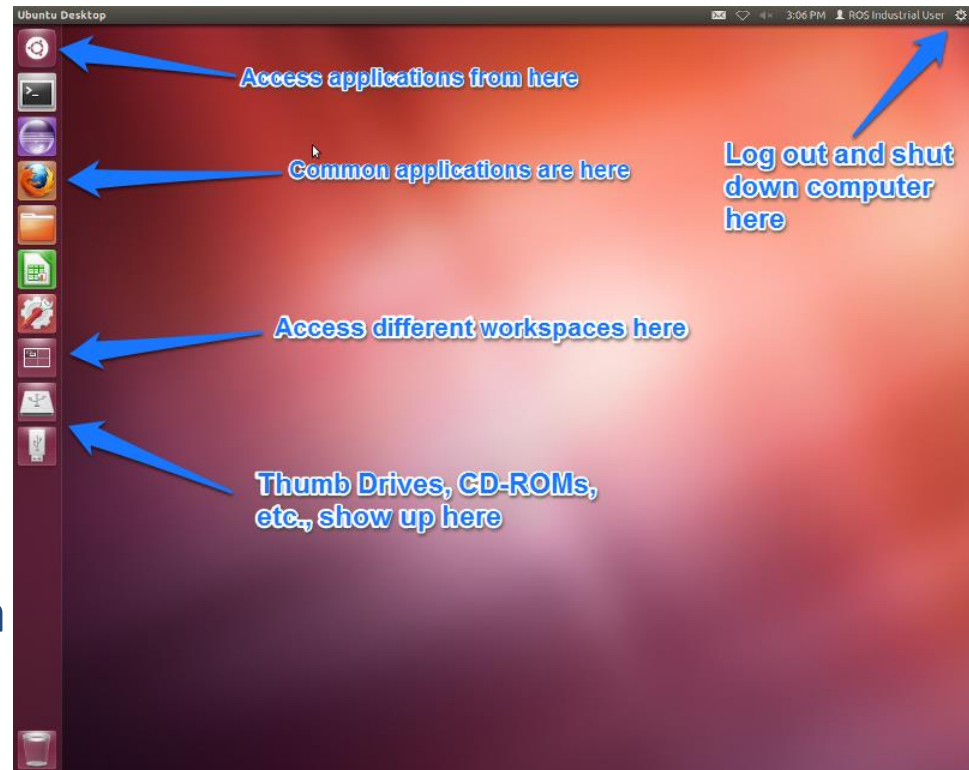 Ubuntu Desktop
3:06 PM ROS Industrial User
Access applications from here
Common applications are here
Log out and shut
down computer
here
Access different workspaces here
Thumb Drives, CD-ROMs,
etc., show up here